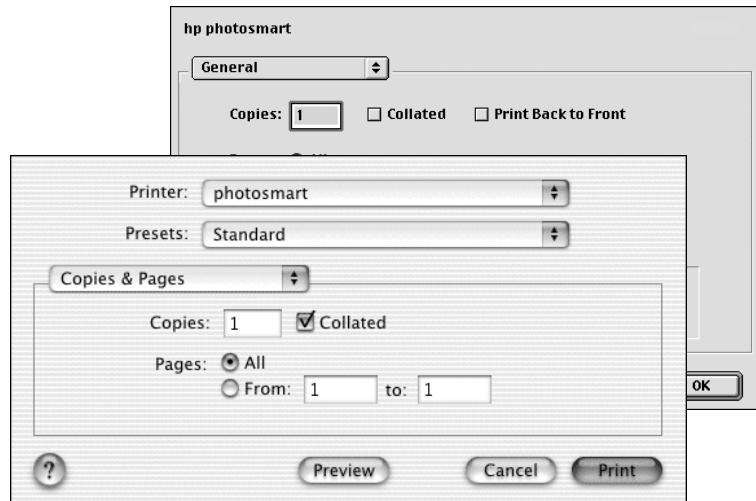 hp photosmart
General
Copies: 1 Collated Print Back to Front
OK
Printer: photosmart
Presets: Standard
Copies & Pages
Copies: 1 Collated
Pages: All
From: 1 to: 1
? Preview Cancel Print